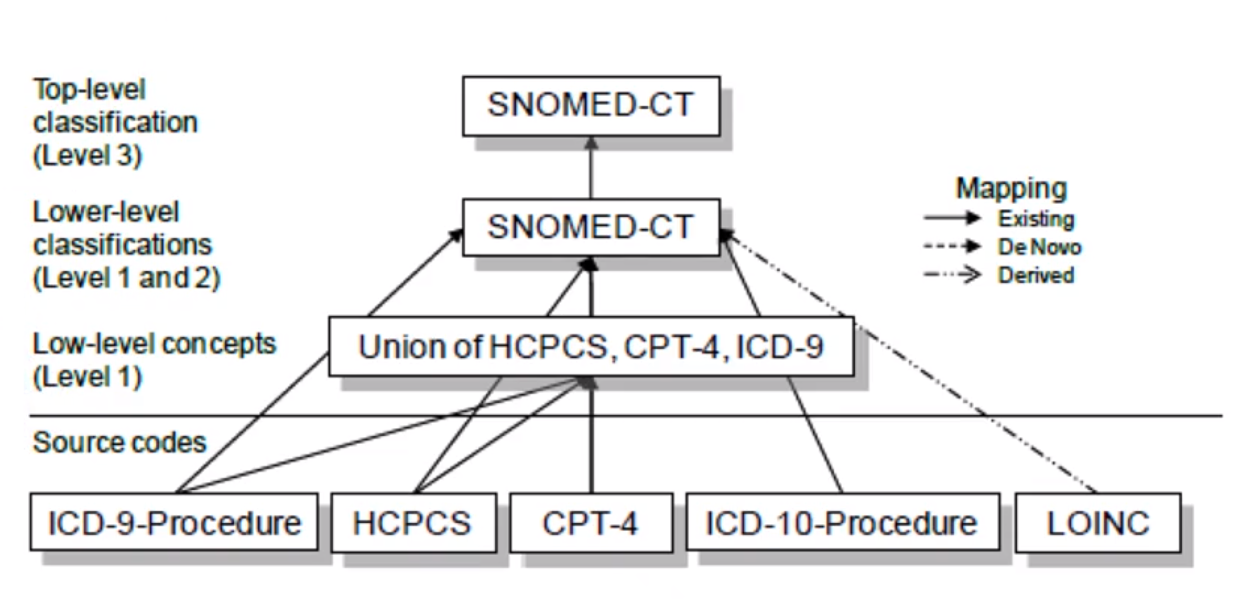 Top-level
classification
(Level 3)
SNOMED-CT
Lower-level
classifications
(Level 1 and 2)
SNOMED-CT
Mapping
Existing
De Novo
Derived
Low-level concepts
(Level 1)
Union of HCPCS, CPT-4, ICD-9
Source codes
ICD-9-Procedure
HCPCS
CPT-4
ICD-10-Procedure
LOINC